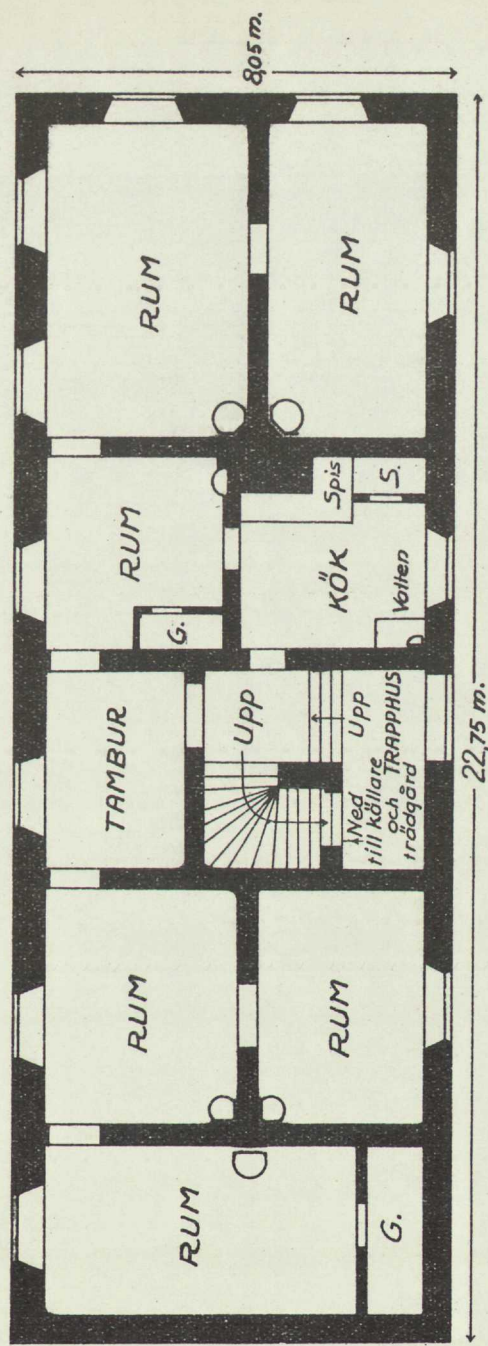 RUM
RUM
TAMBUR
RUM
RUM
G.
8,05 m.
G.
RUM
Upp
Upp
Ned
till källare
och
trädgård
TRAPPHUS
KÖK
Spis
Vatten
S.
RUM
22,75 m.